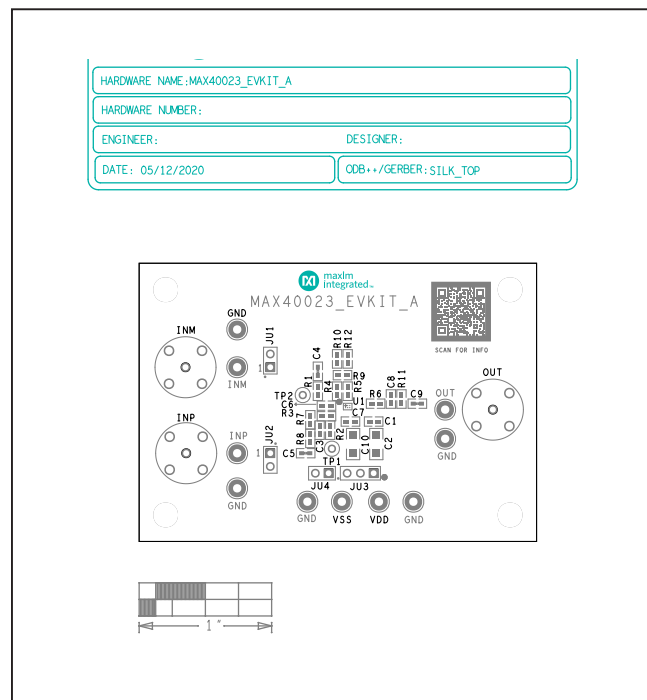 HARDWARE NAME:MAX40023_EVKIT_A
HARDWARE NUMBER:
ENGINEER:
DESIGNER:
DATE: 05/12/2020
ODB++/GERBER: SILK_TOP
maxim
integrated™
MAX40023_EVKIT_A
SCAN FOR INFO
GND
INM
JU1
1
INM
R10
R12
C4
R9
R1
R4
R5
TP2
C6
R3
U1
R6
C8
R11
C9
OUT
OUT
GND
INP
INP
GND
JU2
1
R7
R8
C5
C3
R2
C7
C1
C10
C2
TP1
JU4
JU3
GND
VSS
VDD
GND
1"